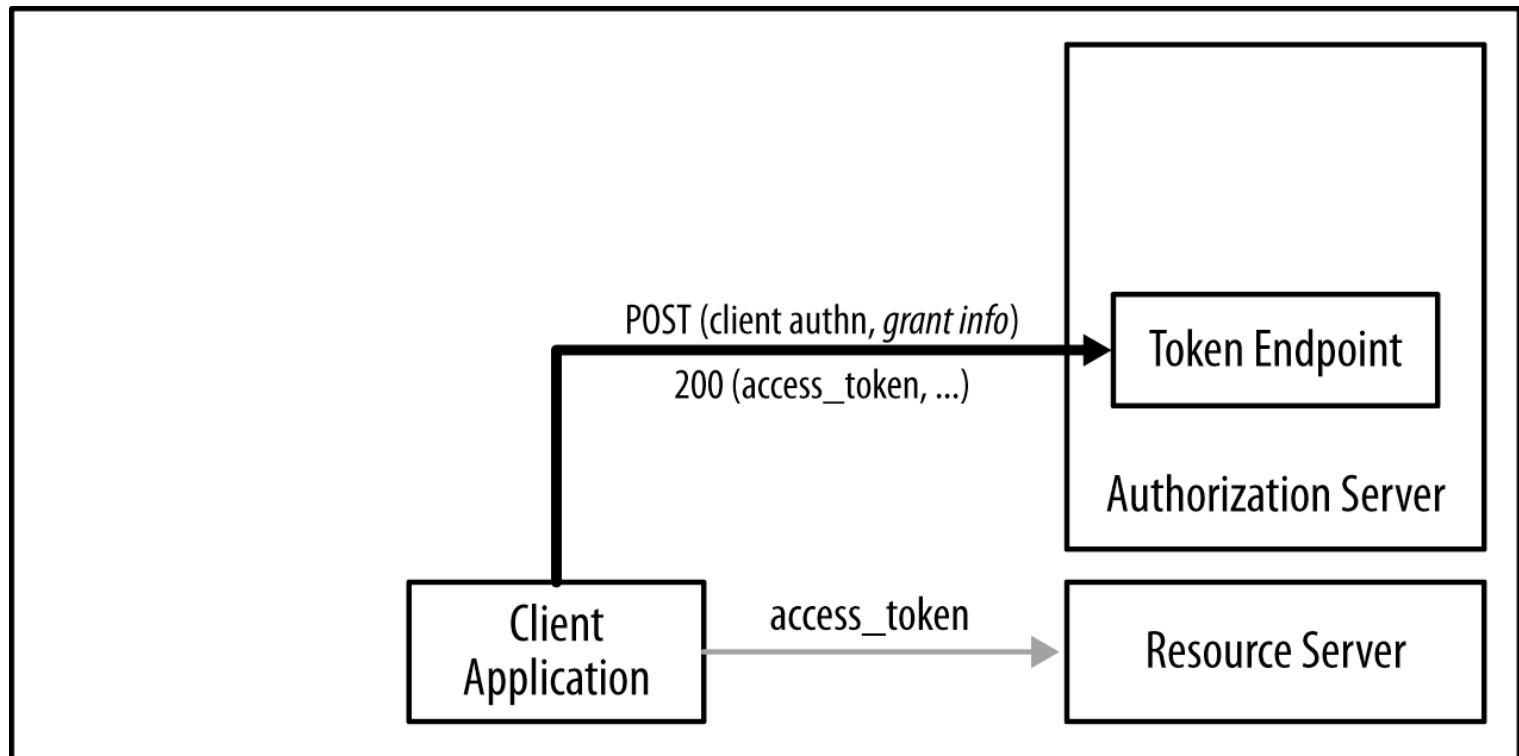 POST (client authn, grant info)
200 (access_token, ...)
Token Endpoint
Authorization Server
Client
Application
access_token
Resource Server